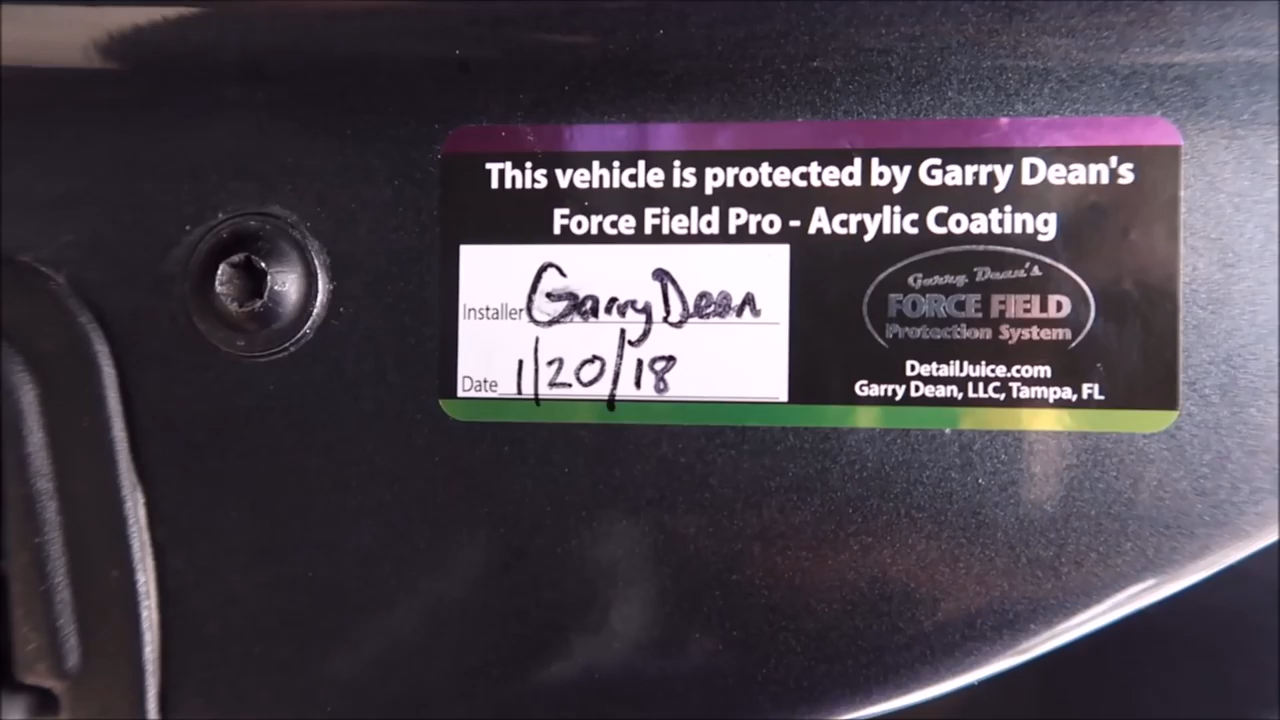 This vehicle is protected by Garry Dean's
Force Field Pro - Acrylic Coating
Installer Garry Dean
Date 1/20/18
Garry Dean's
FORCE FIELD
Protection System
DetailJuice.com
Garry Dean, LLC, Tampa, FL